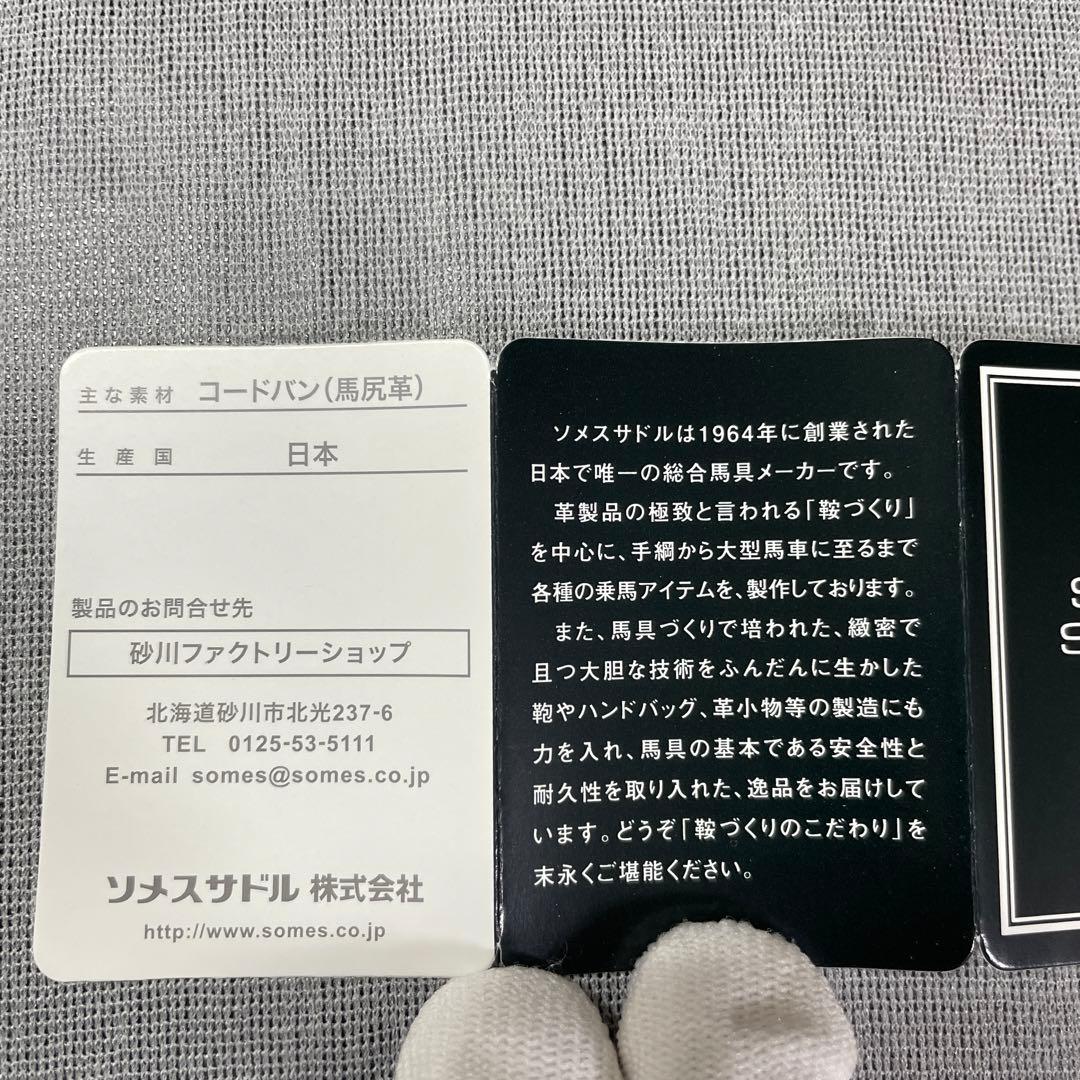 主な素材 コードバン(馬尻革)
生産国 日本
製品のお問合せ先
砂川ファクトリーショップ
北海道砂川市北光237-6
TEL 0125-53-5111
E-mail somes@somes.co.jp
ソメスサドル 株式会社
http://www.somes.co.jp
ソメスサドルは1964年に創業された
日本で唯一の総合馬具メーカーです。
革製品の極致と言われる「鞍づくり」
を中心に、手綱から大型馬車に至るまで
各種の乗馬アイテムを、製作しております。
また、馬具づくりで培われた、緻密で
且つ大胆な技術をふんだんに生かした
鞄やハンドバッグ、革小物等の製造にも
力を入れ、馬具の基本である安全性と
耐久性を取り入れた、逸品をお届けして
います。どうぞ「鞍づくりのこだわり」を
末永くご堪能ください。
S
S